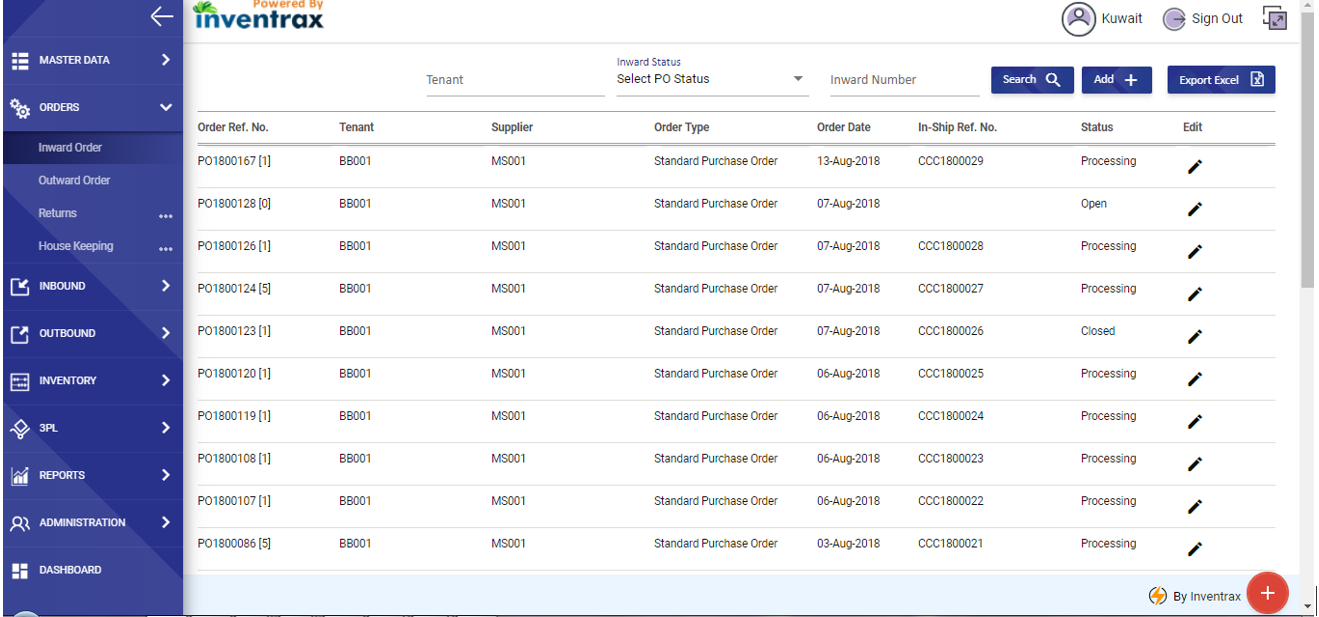 Powered By
inventrax
Kuwait
Sign Out
MASTER DATA
ORDERS
Inward Order
Outward Order
Returns
House Keeping
INBOUND
OUTBOUND
INVENTORY
3PL
REPORTS
ADMINISTRATION
DASHBOARD
Tenant
Inward Status
Select PO Status
Inward Number
Search
Add +
Export Excel
Order Ref. No. Tenant Supplier Order Type Order Date In-Ship Ref. No. Status Edit
PO1800167 [1] BB001 MS001 Standard Purchase Order 13-Aug-2018 CCC1800029 Processing
PO1800128 [0] BB001 MS001 Standard Purchase Order 07-Aug-2018 Open
PO1800126 [1] BB001 MS001 Standard Purchase Order 07-Aug-2018 CCC1800028 Processing
PO1800124 [5] BB001 MS001 Standard Purchase Order 07-Aug-2018 CCC1800027 Processing
PO1800123 [1] BB001 MS001 Standard Purchase Order 07-Aug-2018 CCC1800026 Closed
PO1800120 [1] BB001 MS001 Standard Purchase Order 06-Aug-2018 CCC1800025 Processing
PO1800119 [1] BB001 MS001 Standard Purchase Order 06-Aug-2018 CCC1800024 Processing
PO1800108 [1] BB001 MS001 Standard Purchase Order 06-Aug-2018 CCC1800023 Processing
PO1800107 [1] BB001 MS001 Standard Purchase Order 06-Aug-2018 CCC1800022 Processing
PO1800086 [5] BB001 MS001 Standard Purchase Order 03-Aug-2018 CCC1800021 Processing
By Inventrax
+